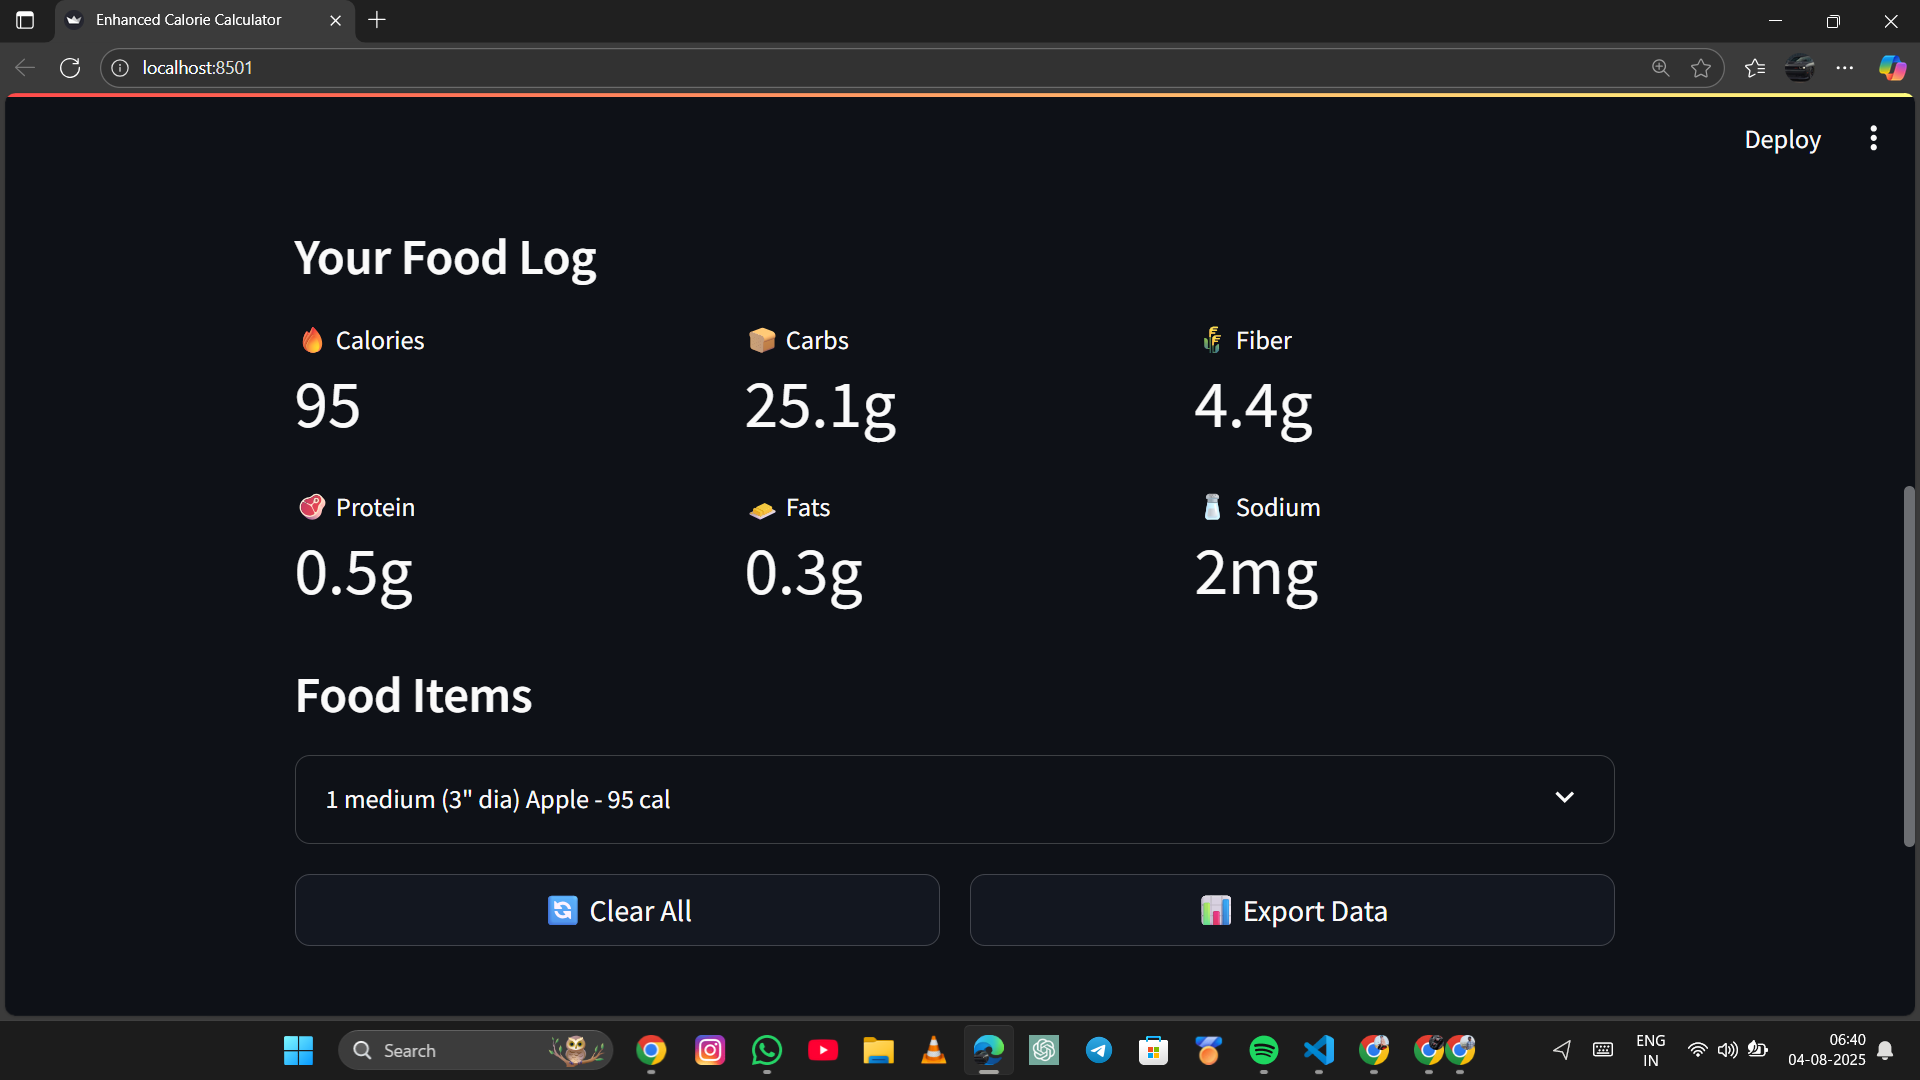 Enhanced Calorie Calculator
localhost:8501
Deploy
Your Food Log
Calories
Carbs
Fiber
95
25.1g
4.4g
Protein
Fats
Sodium
0.5g
0.3g
2mg
Food Items
1 medium (3" dia) Apple - 95 cal
Clear All
Export Data
Search
ENG
IN
06:40
04-08-2025